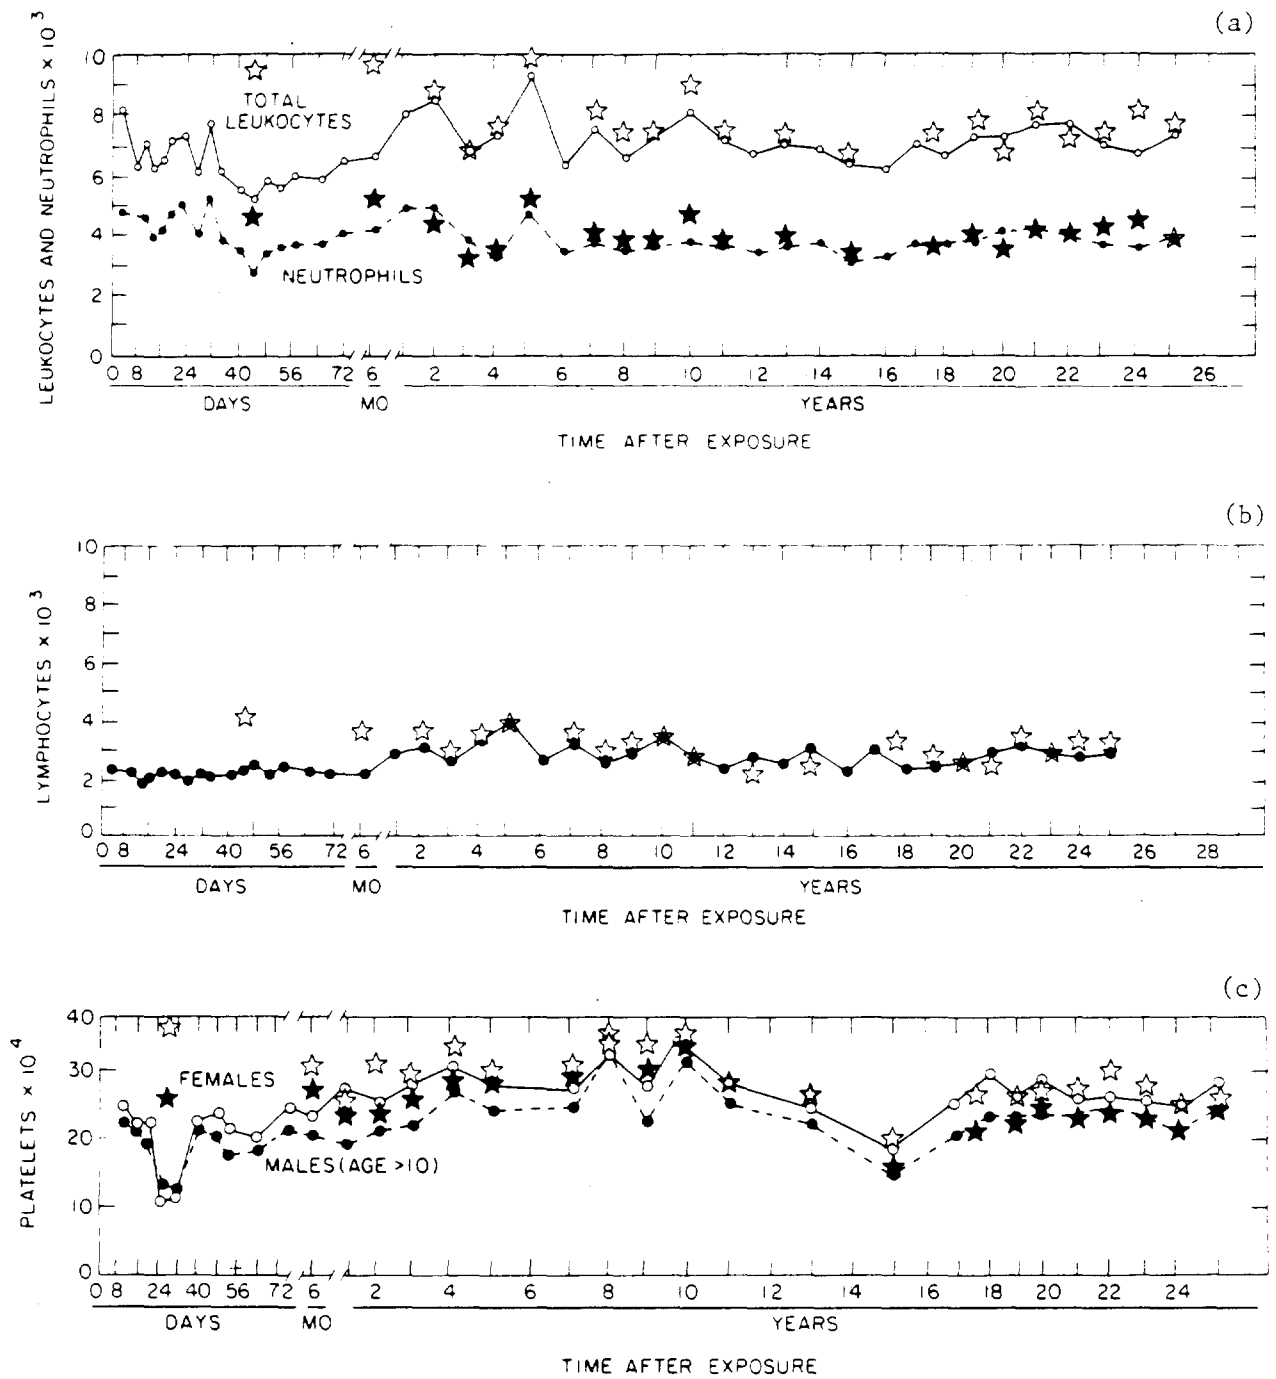 (a)
LEUKOCYTES AND NEUTROPHILS × 10³
10
8
6
4
2
0
TOTAL
LEUKOCYTES
NEUTROPHILS
0 8 24 40 56 72 6 2 4 6 8 10 12 14 16 18 20 22 24 26
DAYS MO YEARS
TIME AFTER EXPOSURE
(b)
LYMPHOCYTES × 10³
10
8
6
4
2
0
0 8 24 40 56 72 6 2 4 6 8 10 12 14 16 18 20 22 24 26 28
DAYS MO YEARS
TIME AFTER EXPOSURE
(c)
PLATELETS × 10⁴
40
30
20
10
0
FEMALES
MALES (AGE >10)
0 8 24 40 56 72 6 2 4 6 8 10 12 14 16 18 20 22 24
DAYS MO YEARS
TIME AFTER EXPOSURE